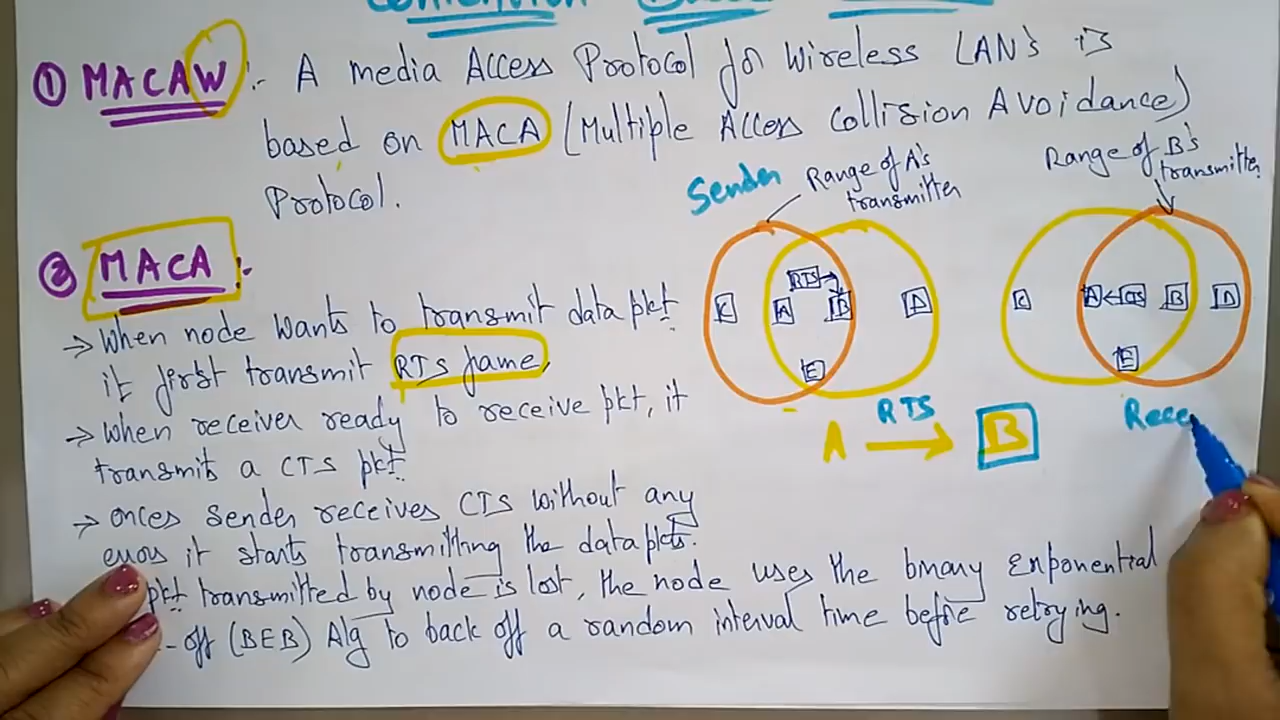 Contention Based
① MACAW :- A media Access Protocol for Wireless LAN's is
based on MACA (Multiple Access Collision Avoidance)
Protocol.
Sender
Range of A's
transmitter
Range of B's
transmitter
② MACA :-
→ When node wants to transmit data pkt
it first transmit RTS frame,
→ when receiver ready to receive pkt, it
transmits a CTS pkt.
→ onces sender receives CTS without any
errors it starts transmitting the data pkts.
pkt transmitted by node is lost, the node uses the binary exponential
-off (BEB) Alg to back off a random interval time before retrying.
RTS
C A B D
E
C A ← CTS B D
E
RTS
A → B
Rece